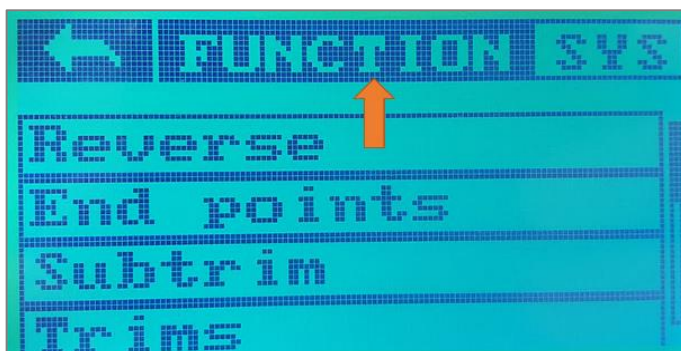 FUNCTION SYS
Reverse
End points
Subtrim
Trims